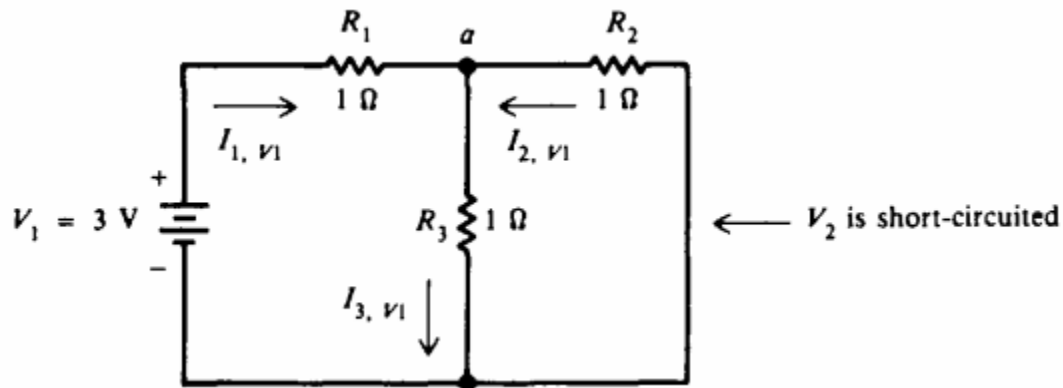 R₁ a R₂
1 Ω 1 Ω
I₁, V1 I₂, V1
+
V₁ = 3 V R₃ 1 Ω V₂ is short-circuited
−
I₃, V1